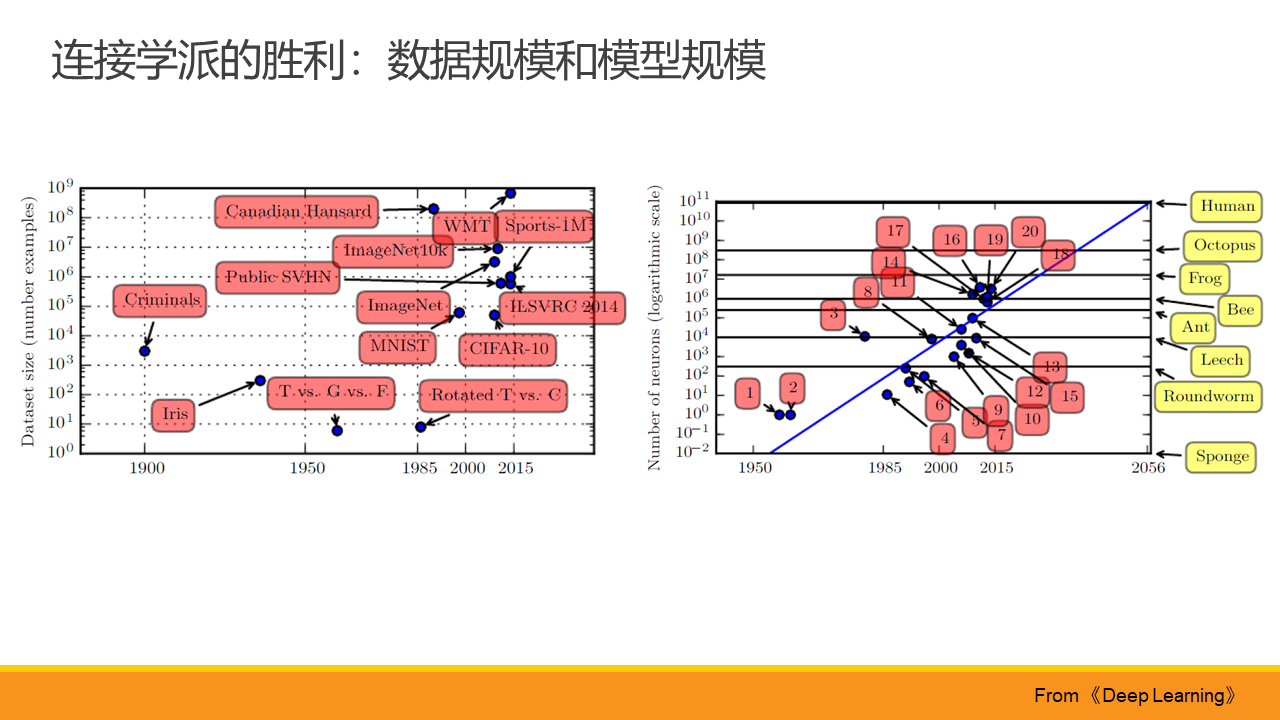 连接学派的胜利：数据规模和模型规模
Dataset size (number examples)
10^9
10^8
10^7
10^6
10^5
10^4
10^3
10^2
10^1
10^0
Canadian Hansard
WMT
Sports-1M
ImageNet10k
Public SVHN
Criminals
ImageNet
ILSVRC 2014
MNIST
CIFAR-10
T vs. G vs. F
Rotated T vs. C
Iris
1900 1950 1985 2000 2015
Number of neurons (logarithmic scale)
10^11
10^10
10^9
10^8
10^7
10^6
10^5
10^4
10^3
10^2
10^1
10^0
10^−1
10^−2
17
16
19
20
18
14
11
8
3
13
1
2
12
15
6
9
10
5
7
4
1950 1985 2000 2015 2056
Human
Octopus
Frog
Bee
Ant
Leech
Roundworm
Sponge
From《Deep Learning》